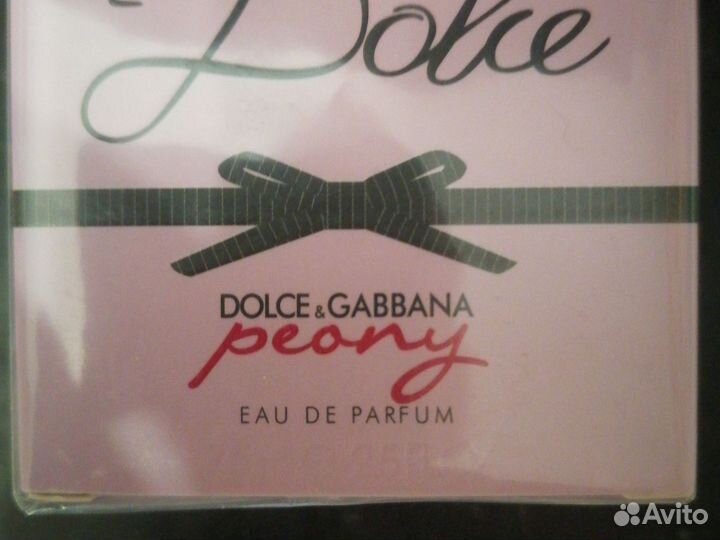 Dolce
DOLCE & GABBANA
peony
EAU DE PARFUM
Avito